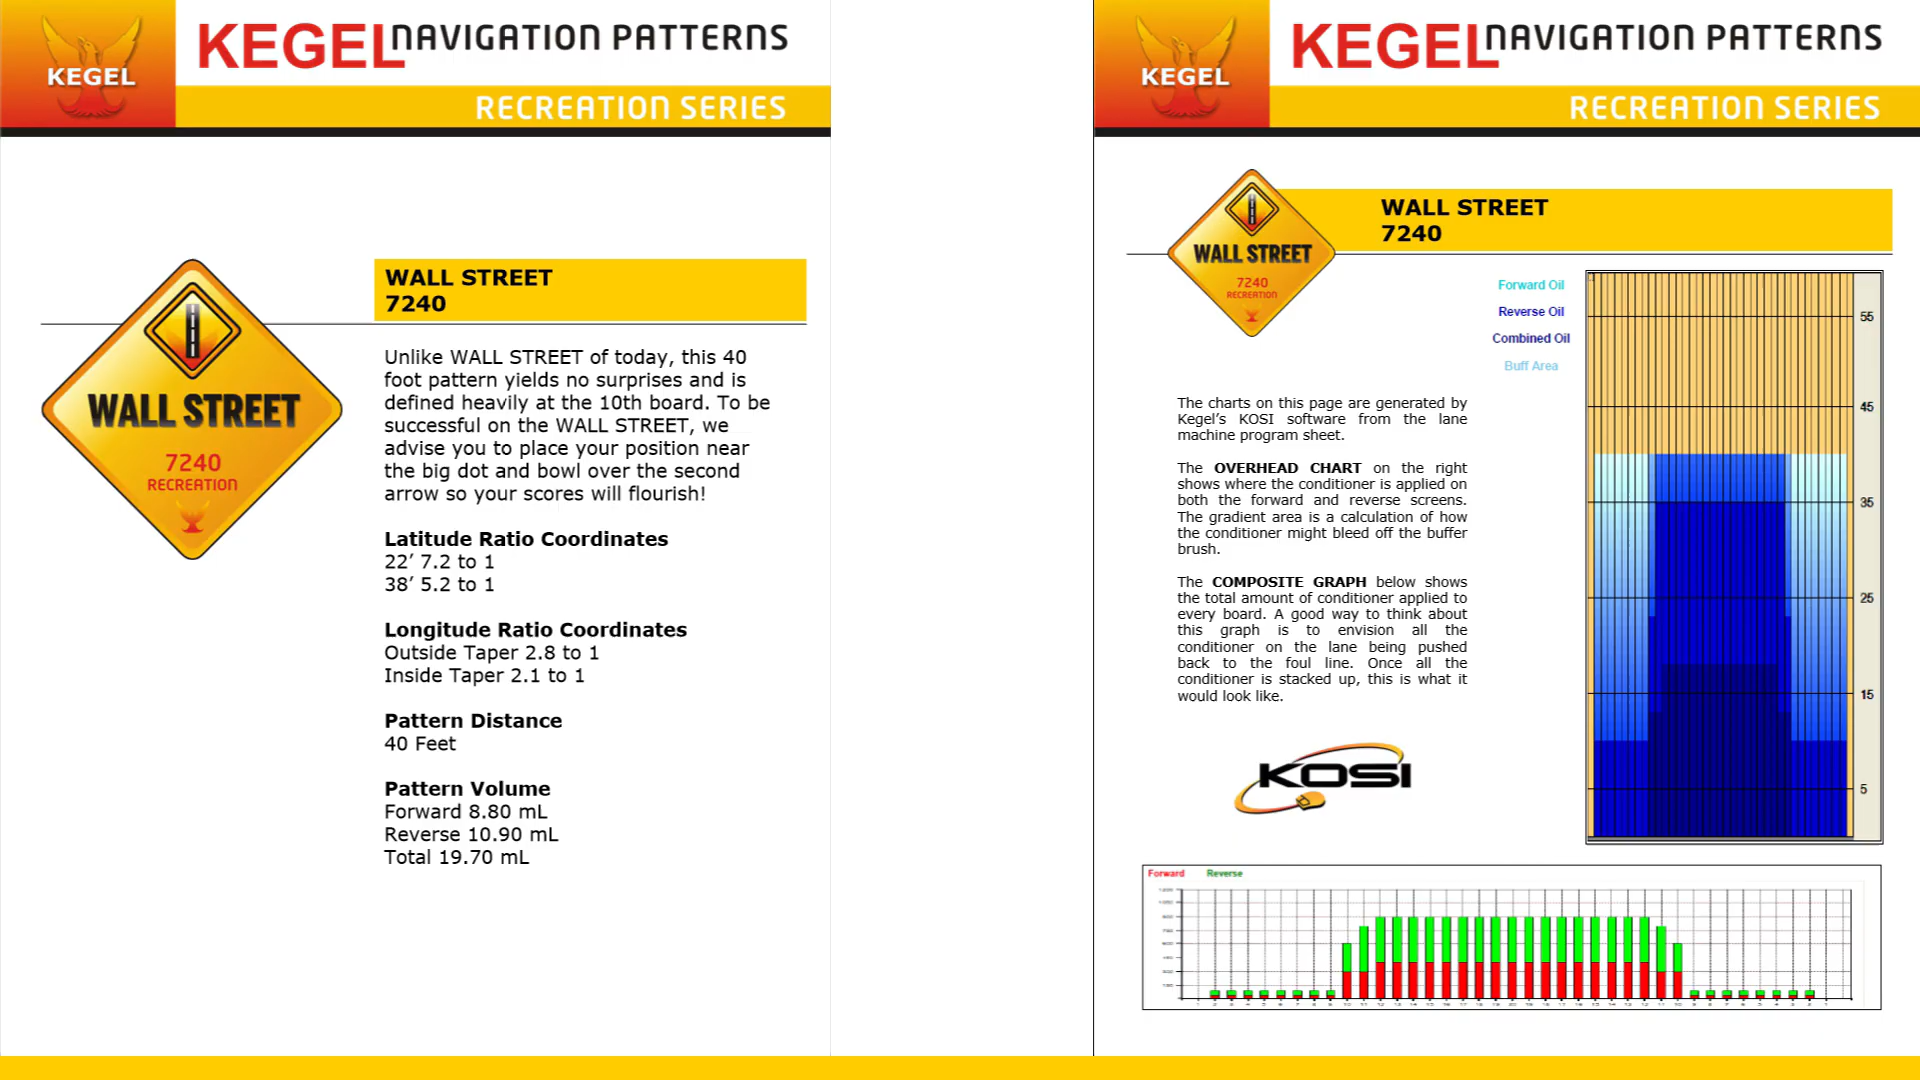 KEGEL
KEGEL NAVIGATION PATTERNS
RECREATION SERIES
WALL STREET
7240
RECREATION
WALL STREET
7240
Unlike WALL STREET of today, this 40
foot pattern yields no surprises and is
defined heavily at the 10th board. To be
successful on the WALL STREET, we
advise you to place your position near
the big dot and bowl over the second
arrow so your scores will flourish!
Latitude Ratio Coordinates
22’ 7.2 to 1
38’ 5.2 to 1
Longitude Ratio Coordinates
Outside Taper 2.8 to 1
Inside Taper 2.1 to 1
Pattern Distance
40 Feet
Pattern Volume
Forward 8.80 mL
Reverse 10.90 mL
Total 19.70 mL
KEGEL
KEGEL NAVIGATION PATTERNS
RECREATION SERIES
WALL STREET
7240
RECREATION
WALL STREET
7240
Forward Oil
Reverse Oil
Combined Oil
Buff Area
The charts on this page are generated by
Kegel’s KOSI software from the lane
machine program sheet.
The OVERHEAD CHART on the right
shows where the conditioner is applied on
both the forward and reverse screens.
The gradient area is a calculation of how
the conditioner might bleed off the buffer
brush.
The COMPOSITE GRAPH below shows
the total amount of conditioner applied to
every board. A good way to think about
this graph is to envision all the
conditioner on the lane being pushed
back to the foul line. Once all the
conditioner is stacked up, this is what it
would look like.
KOSI
55
45
35
25
15
5
Forward Reverse